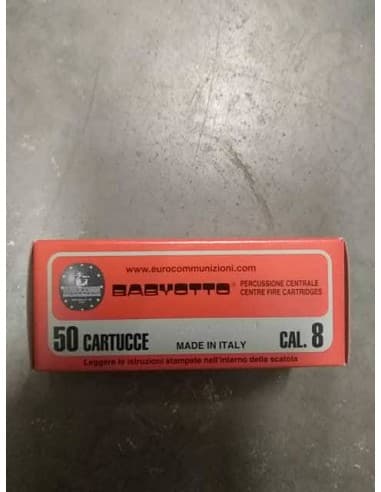 www.eurocommunizioni.com
BABYOTTO®
PERCUSSIONE CENTRALE
CENTRE FIRE CARTRIDGES
50 CARTUCCE
MADE IN ITALY
CAL. 8
Leggere le istruzioni stampate nell'interno della scatola